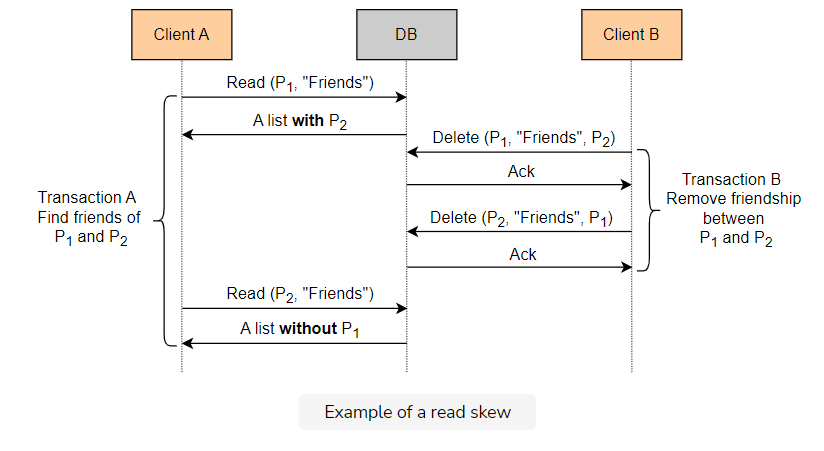 Client A
DB
Client B
Read (P1, "Friends")
A list with P2
Delete (P1, "Friends", P2)
Ack
Transaction A
Find friends of
P1 and P2
Transaction B
Remove friendship
between
P1 and P2
Delete (P2, "Friends", P1)
Ack
Read (P2, "Friends")
A list without P1
Example of a read skew